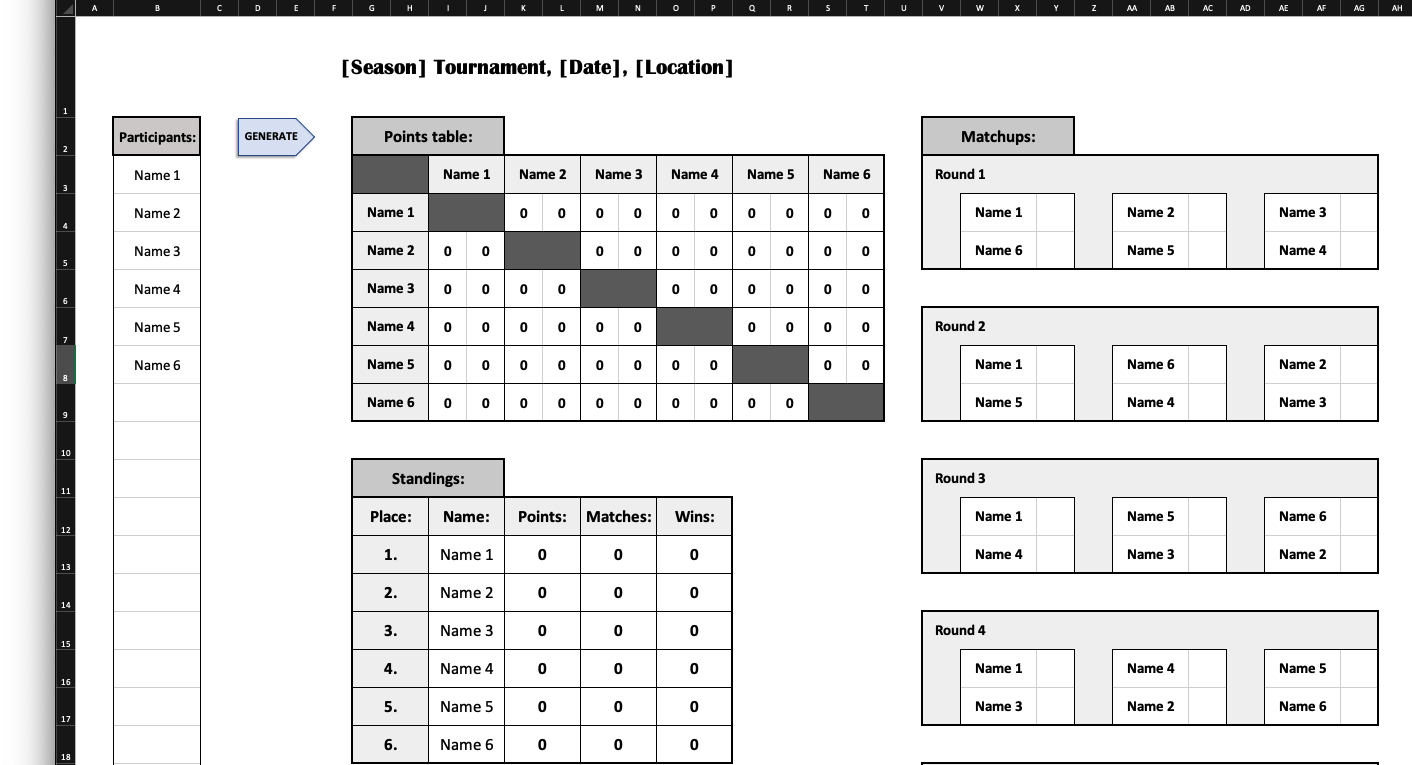 A B C D E F G H I J K L M N O P Q R S T U V W X Y Z AA AB AC AD AE AF AG AH
[Season] Tournament, [Date], [Location]
1
Participants: GENERATE Points table: Matchups:
2
Name 1 Name 1 Name 2 Name 3 Name 4 Name 5 Name 6 Round 1
3
Name 2 Name 1 0 0 0 0 0 0 0 0 0 0 Name 1 Name 2 Name 3
4
Name 3 Name 2 0 0 0 0 0 0 0 0 0 0 Name 6 Name 5 Name 4
5
Name 4 Name 3 0 0 0 0 0 0 0 0 0 0
6
Name 5 Name 4 0 0 0 0 0 0 0 0 0 0 Round 2
7
Name 6 Name 5 0 0 0 0 0 0 0 0 0 0 Name 1 Name 6 Name 2
8
Name 6 0 0 0 0 0 0 0 0 0 0 Name 5 Name 4 Name 3
9
10
Standings: Round 3
11
Place: Name: Points: Matches: Wins: Name 1 Name 5 Name 6
12
1. Name 1 0 0 0 Name 4 Name 3 Name 2
13
2. Name 2 0 0 0
14
3. Name 3 0 0 0 Round 4
15
4. Name 4 0 0 0 Name 1 Name 4 Name 5
16
5. Name 5 0 0 0 Name 3 Name 2 Name 6
17
6. Name 6 0 0 0
18